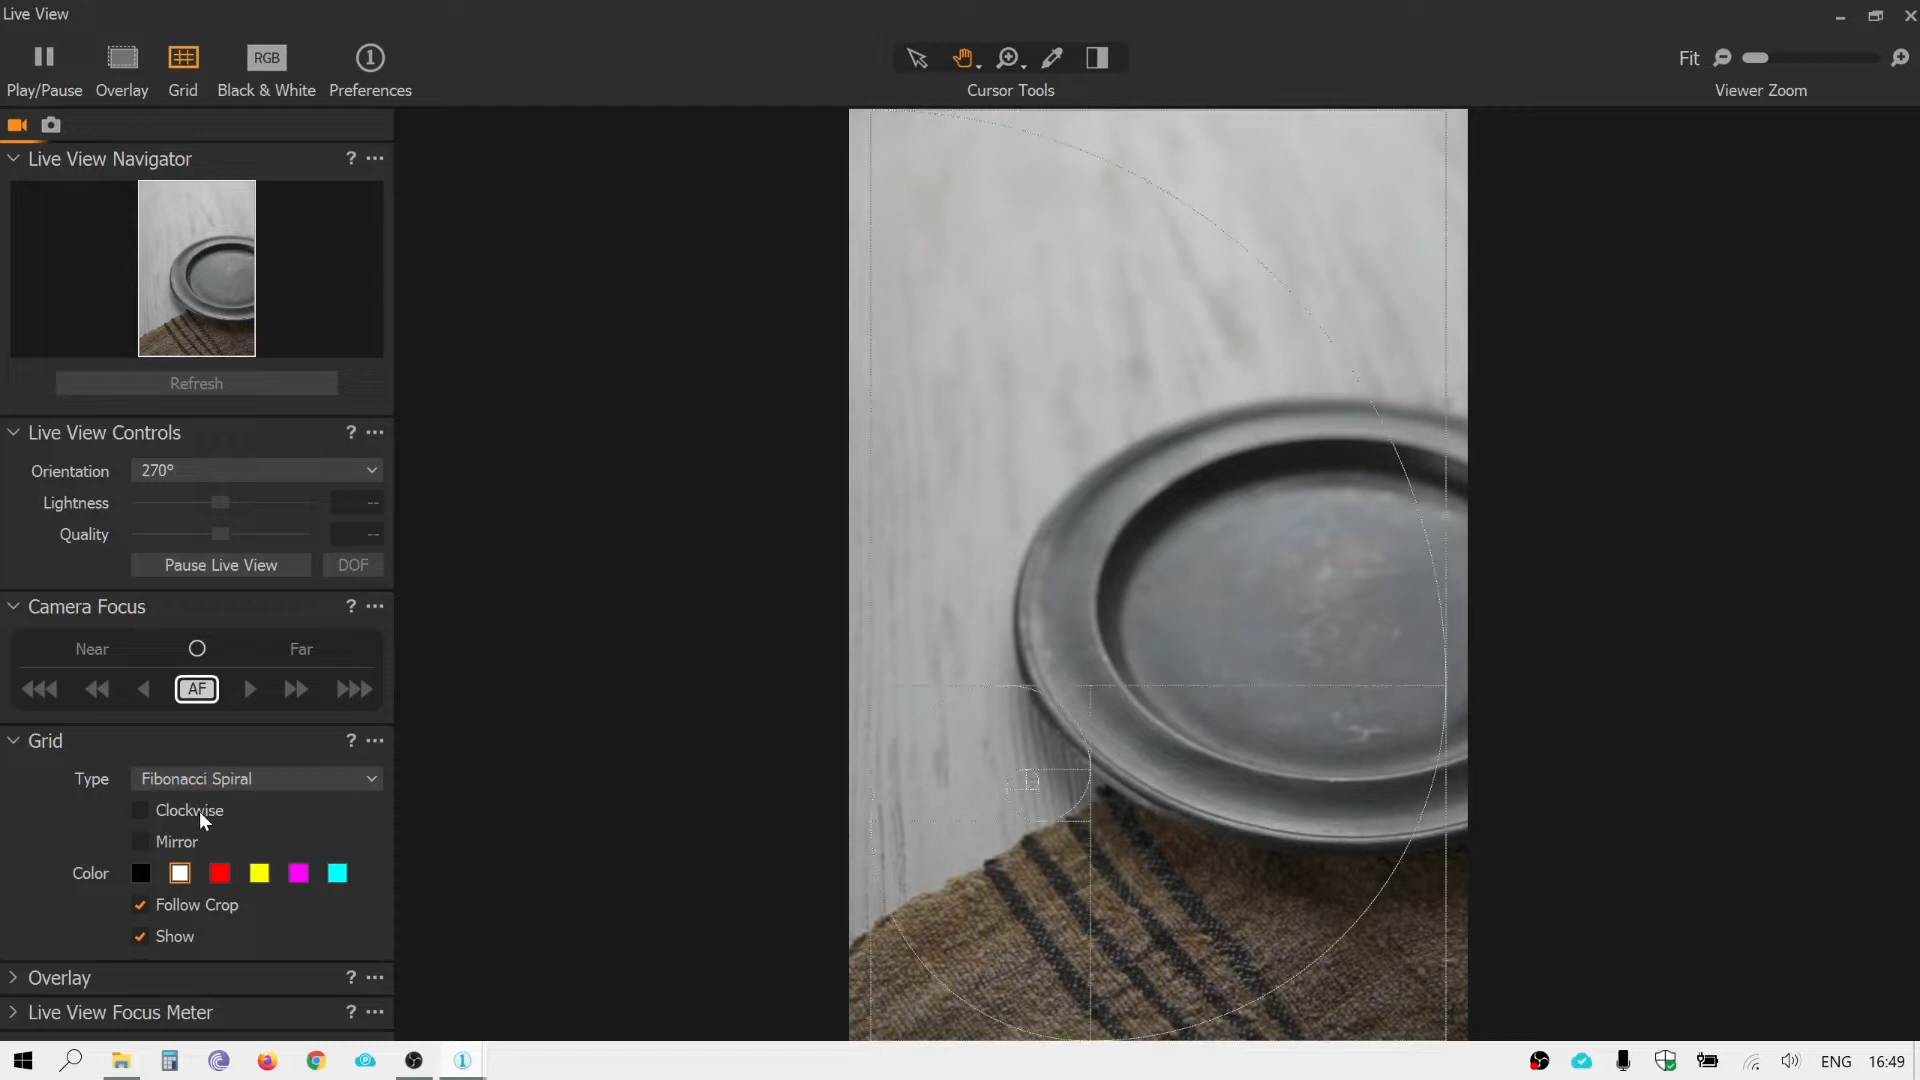 Live View
Play/Pause
Overlay
Grid
RGB
Black & White
Preferences
Cursor Tools
Fit
Viewer Zoom
Live View Navigator ?
Refresh
Live View Controls ?
Orientation 270°
Lightness --
Quality --
Pause Live View DOF
Camera Focus ?
Near Far
AF
Grid ?
Type Fibonacci Spiral
Clockwise
Mirror
Color
Follow Crop
Show
Overlay ?
Live View Focus Meter ?
ENG 16:49